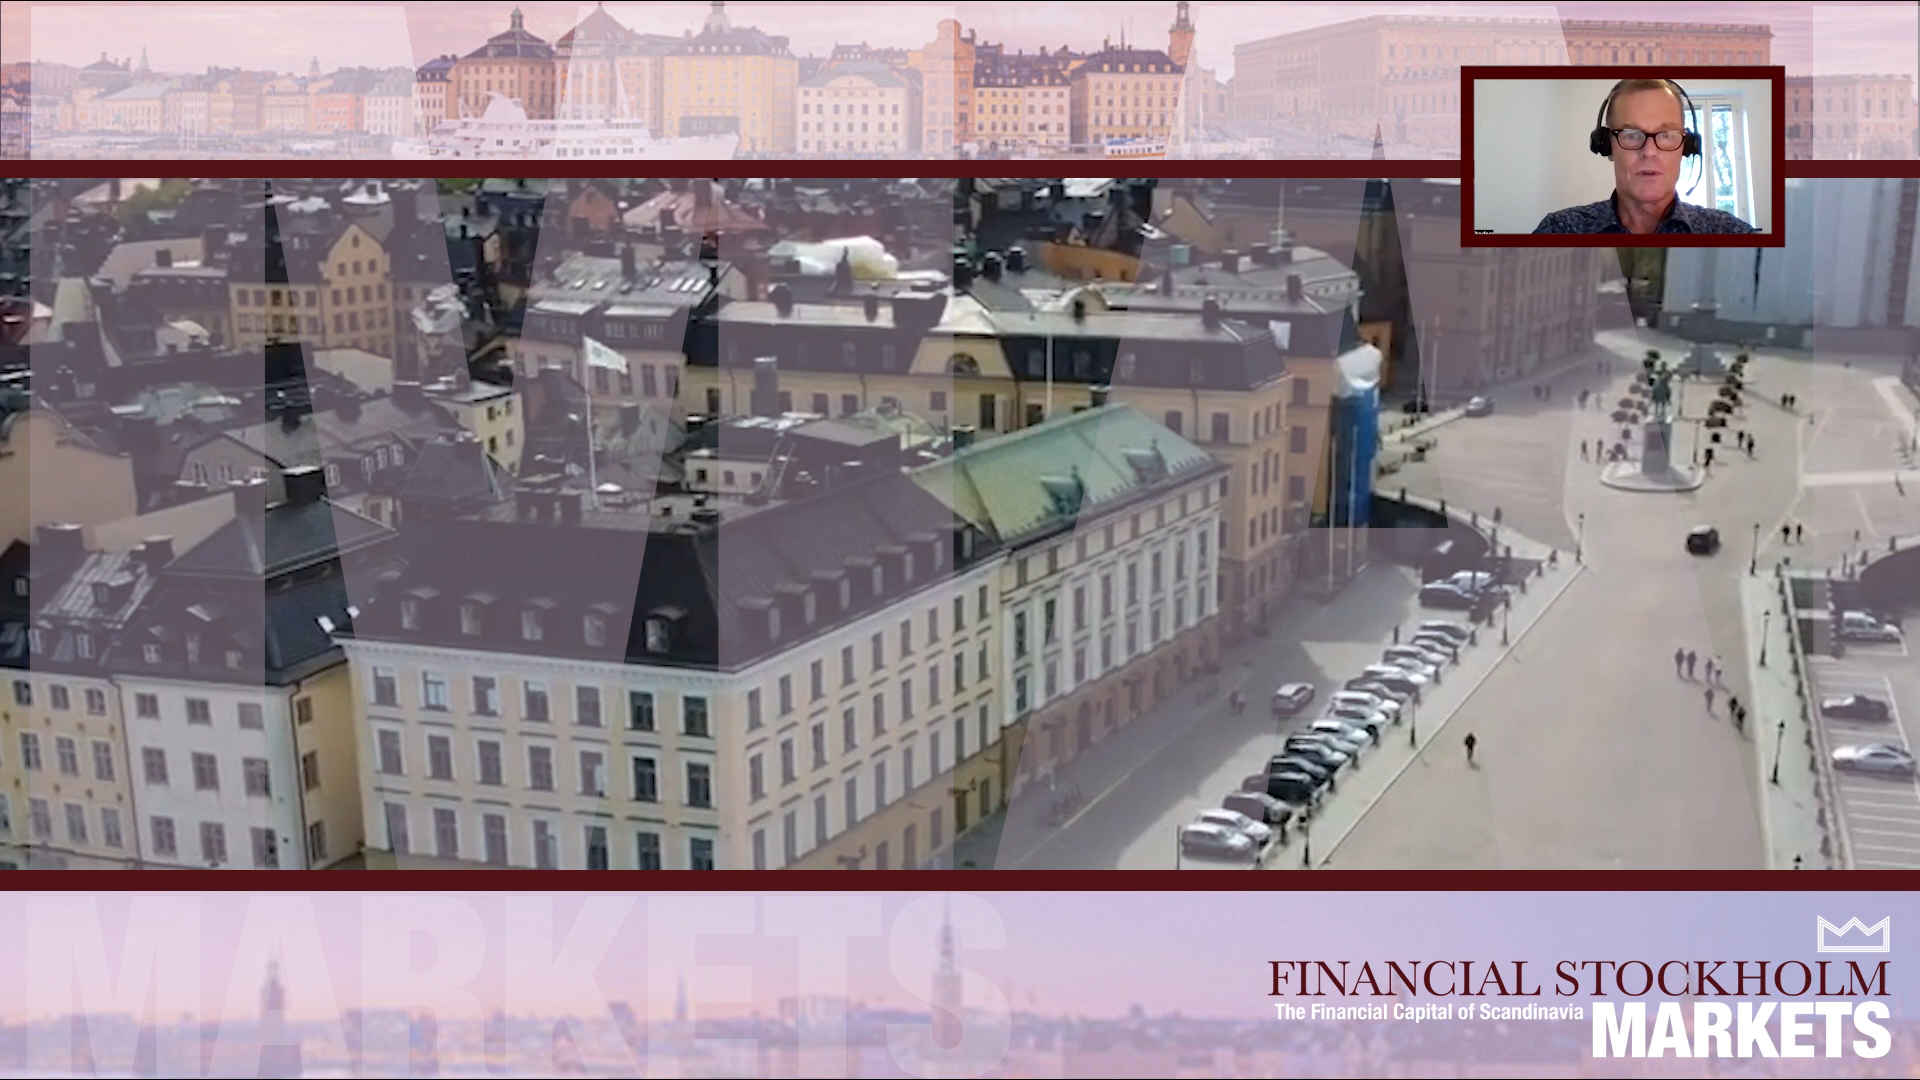 MARKETS
FINANCIAL STOCKHOLM
The Financial Capital of Scandinavia
MARKETS